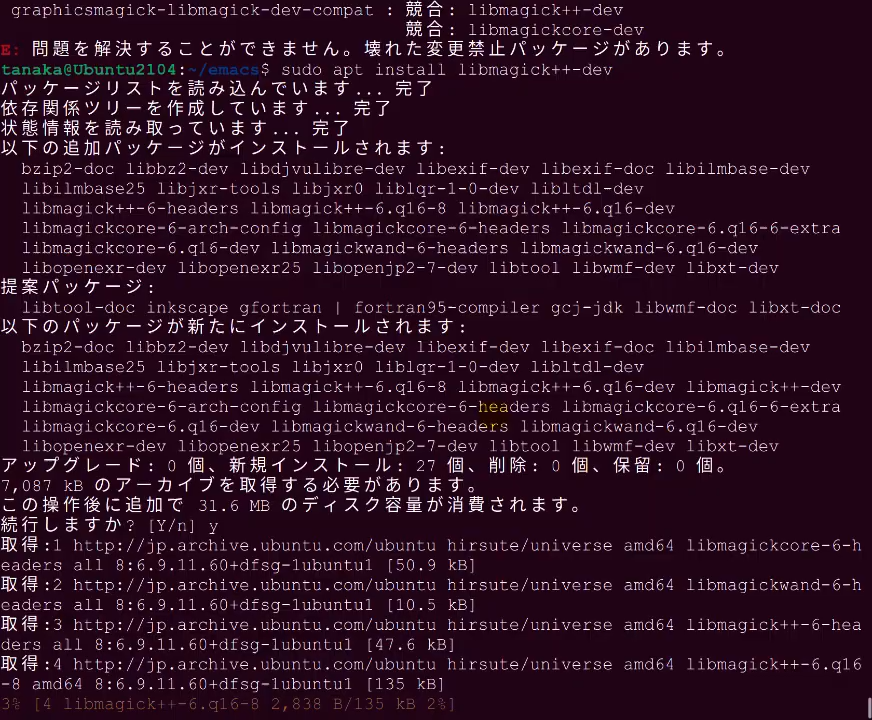 graphicsmagick-libmagick-dev-compat : 競合: libmagick++-dev
競合: libmagickcore-dev
E: 問題を解決することができません。壊れた変更禁止パッケージがあります。
tanaka@Ubuntu2104:~/emacs$ sudo apt install libmagick++-dev
パッケージリストを読み込んでいます... 完了
依存関係ツリーを作成しています... 完了
状態情報を読み取っています... 完了
以下の追加パッケージがインストールされます:
bzip2-doc libbz2-dev libdjvulibre-dev libexif-dev libexif-doc libilmbase-dev
libilmbase25 libjxr-tools libjxr0 liblqr-1-0-dev libltdl-dev
libmagick++-6-headers libmagick++-6.q16-8 libmagick++-6.q16-dev
libmagickcore-6-arch-config libmagickcore-6-headers libmagickcore-6.q16-6-extra
libmagickcore-6.q16-dev libmagickwand-6-headers libmagickwand-6.q16-dev
libopenexr-dev libopenexr25 libopenjp2-7-dev libtool libwmf-dev libxt-dev
提案パッケージ:
libtool-doc inkscape gfortran | fortran95-compiler gcj-jdk libwmf-doc libxt-doc
以下のパッケージが新たにインストールされます:
bzip2-doc libbz2-dev libdjvulibre-dev libexif-dev libexif-doc libilmbase-dev
libilmbase25 libjxr-tools libjxr0 liblqr-1-0-dev libltdl-dev
libmagick++-6-headers libmagick++-6.q16-8 libmagick++-6.q16-dev libmagick++-dev
libmagickcore-6-arch-config libmagickcore-6-headers libmagickcore-6.q16-6-extra
libmagickcore-6.q16-dev libmagickwand-6-headers libmagickwand-6.q16-dev
libopenexr-dev libopenexr25 libopenjp2-7-dev libtool libwmf-dev libxt-dev
アップグレード: 0 個、新規インストール: 27 個、削除: 0 個、保留: 0 個。
7,087 kB のアーカイブを取得する必要があります。
この操作後に追加で 31.6 MB のディスク容量が消費されます。
続行しますか? [Y/n] y
取得:1 http://jp.archive.ubuntu.com/ubuntu hirsute/universe amd64 libmagickcore-6-h
eaders all 8:6.9.11.60+dfsg-1ubuntu1 [50.9 kB]
取得:2 http://jp.archive.ubuntu.com/ubuntu hirsute/universe amd64 libmagickwand-6-h
eaders all 8:6.9.11.60+dfsg-1ubuntu1 [10.5 kB]
取得:3 http://jp.archive.ubuntu.com/ubuntu hirsute/universe amd64 libmagick++-6-hea
ders all 8:6.9.11.60+dfsg-1ubuntu1 [47.6 kB]
取得:4 http://jp.archive.ubuntu.com/ubuntu hirsute/universe amd64 libmagick++-6.q16
-8 amd64 8:6.9.11.60+dfsg-1ubuntu1 [135 kB]
3% [4 libmagick++-6.q16-8 2,838 B/135 kB 2%]